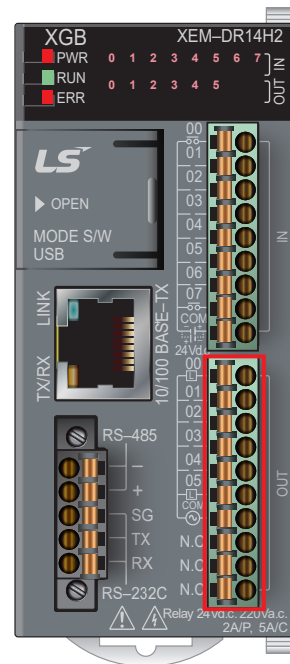 XGB XEM–DR14H2
PWR 0 1 2 3 4 5 6 7 IN
RUN
ERR 0 1 2 3 4 5 OUT
LS
OPEN
MODE S/W
USB
00
01
02
03
04
05
06
07
COM
24Vd.c
IN
LINK
TX/RX
10/100 BASE–TX
00
L
01
02
03
04
05
L
COM
N.C
N.C
N.C
OUT
RS–485
–
+
SG
TX
RX
RS–232C
Relay 24Vd.c. 220Va.c.
2A/P, 5A/C